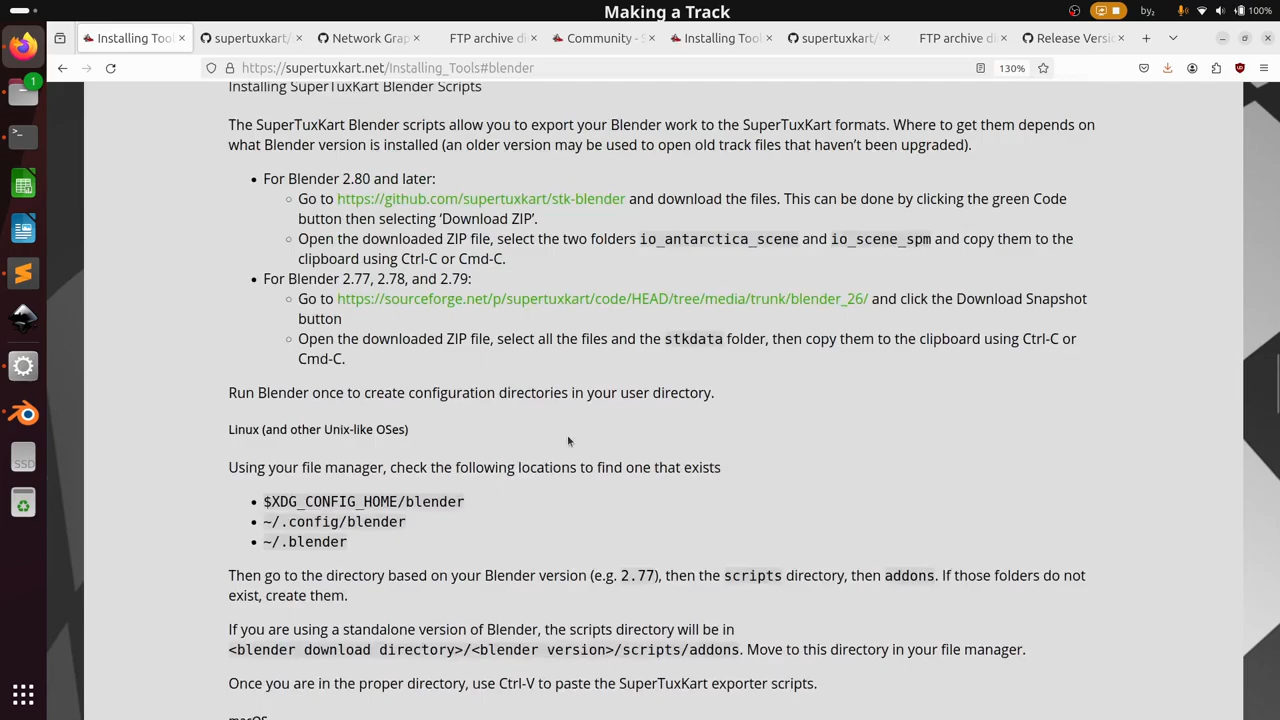 Making a Track
by₂
100%
Installing Tool
supertuxkart/
Network Grap
FTP archive di
Community - S
Installing Tool
supertuxkart/
FTP archive di
Release Versio
https://supertuxkart.net/Installing_Tools#blender
130%
1
SSD
Installing SuperTuxKart Blender Scripts
The SuperTuxKart Blender scripts allow you to export your Blender work to the SuperTuxKart formats. Where to get them depends on
what Blender version is installed (an older version may be used to open old track files that haven’t been upgraded).
• For Blender 2.80 and later:
◦ Go to https://github.com/supertuxkart/stk-blender and download the files. This can be done by clicking the green Code
button then selecting ‘Download ZIP’.
◦ Open the downloaded ZIP file, select the two folders io_antarctica_scene and io_scene_spm and copy them to the
clipboard using Ctrl-C or Cmd-C.
• For Blender 2.77, 2.78, and 2.79:
◦ Go to https://sourceforge.net/p/supertuxkart/code/HEAD/tree/media/trunk/blender_26/ and click the Download Snapshot
button
◦ Open the downloaded ZIP file, select all the files and the stkdata folder, then copy them to the clipboard using Ctrl-C or
Cmd-C.
Run Blender once to create configuration directories in your user directory.
Linux (and other Unix-like OSes)
Using your file manager, check the following locations to find one that exists
• $XDG_CONFIG_HOME/blender
• ~/.config/blender
• ~/.blender
Then go to the directory based on your Blender version (e.g. 2.77), then the scripts directory, then addons. If those folders do not
exist, create them.
If you are using a standalone version of Blender, the scripts directory will be in
<blender download directory>/<blender version>/scripts/addons. Move to this directory in your file manager.
Once you are in the proper directory, use Ctrl-V to paste the SuperTuxKart exporter scripts.
macOS